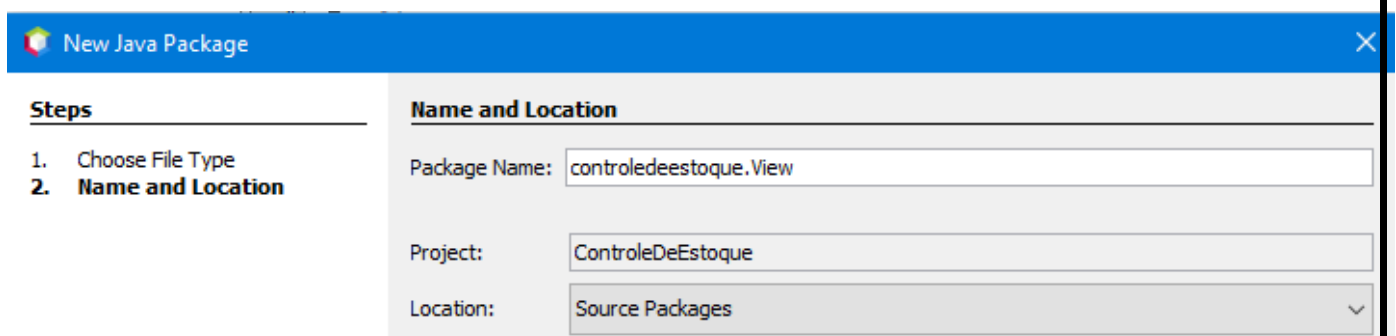 New Java Package
Steps
1. Choose File Type
2. Name and Location
Name and Location
Package Name: controledeestoque.View
Project: ControleDeEstoque
Location: Source Packages